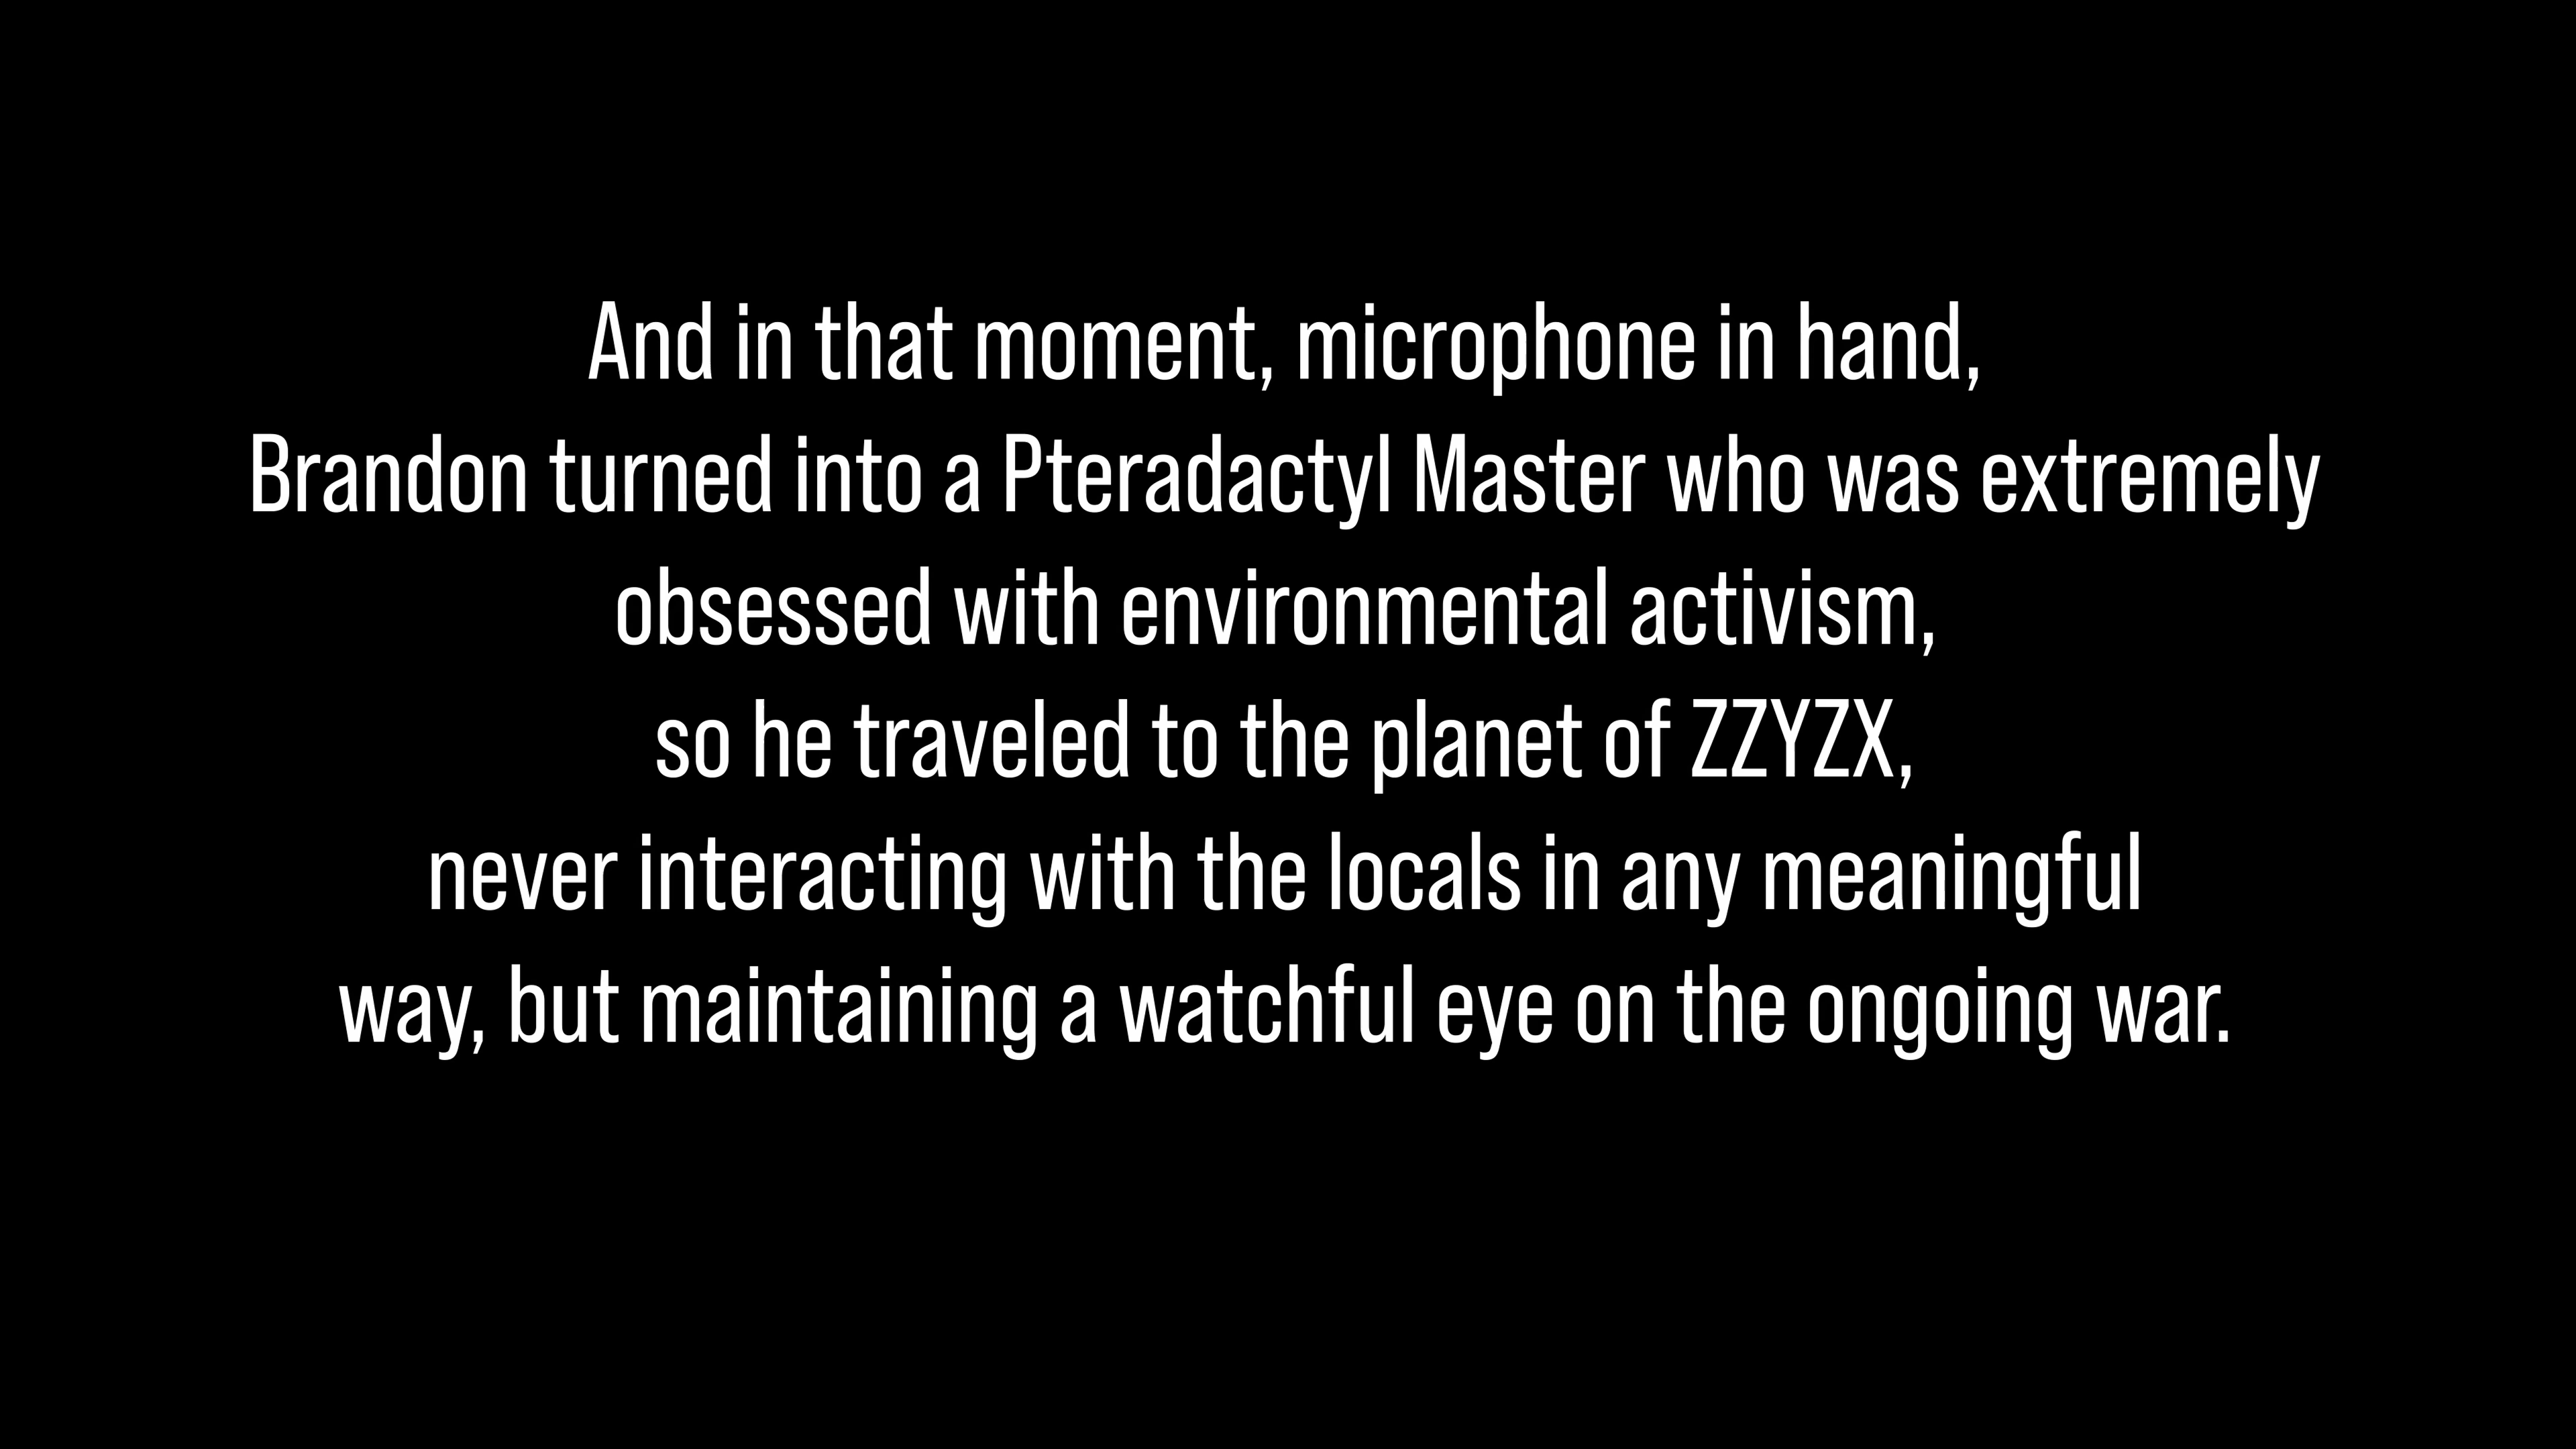 And in that moment, microphone in hand,
Brandon turned into a Pteradactyl Master who was extremely
obsessed with environmental activism,
so he traveled to the planet of ZZYZX,
never interacting with the locals in any meaningful
way, but maintaining a watchful eye on the ongoing war.